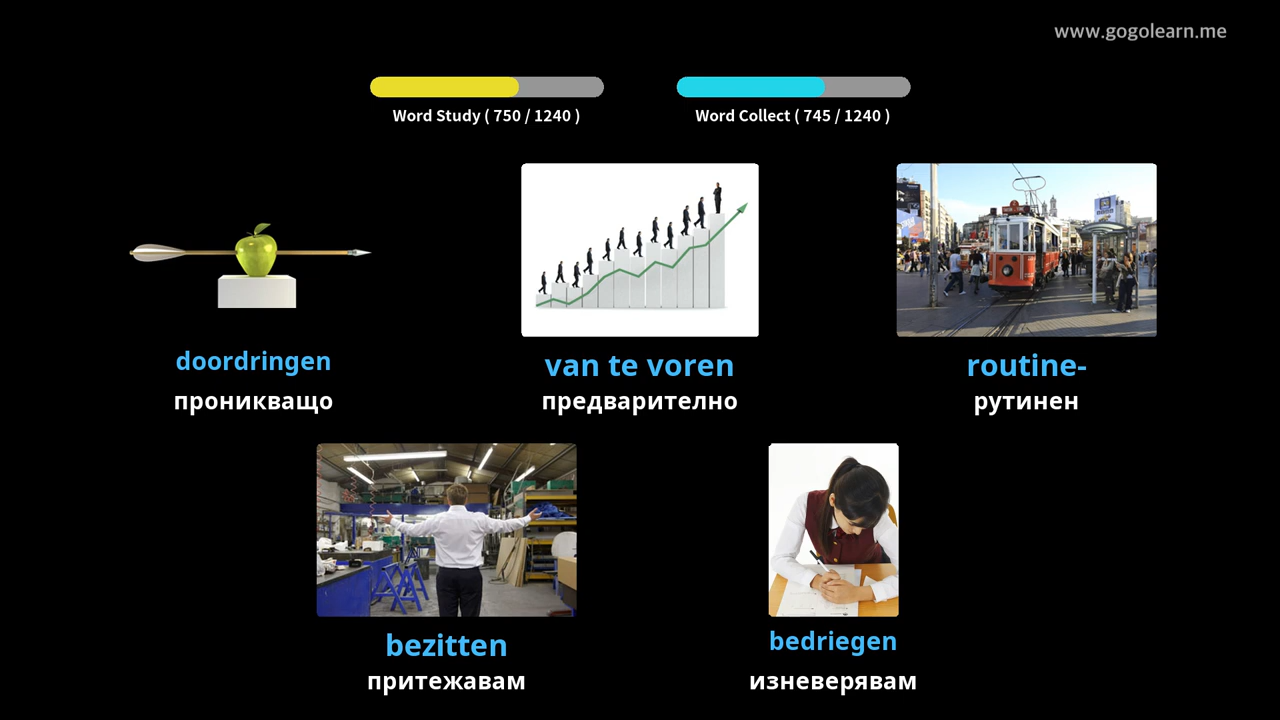 www.gogolearn.me
Word Study ( 750 / 1240 )
Word Collect ( 745 / 1240 )
doordringen
van te voren
routine-
проникващо
предварително
рутинен
bezitten
bedriegen
притежавам
изневерявам